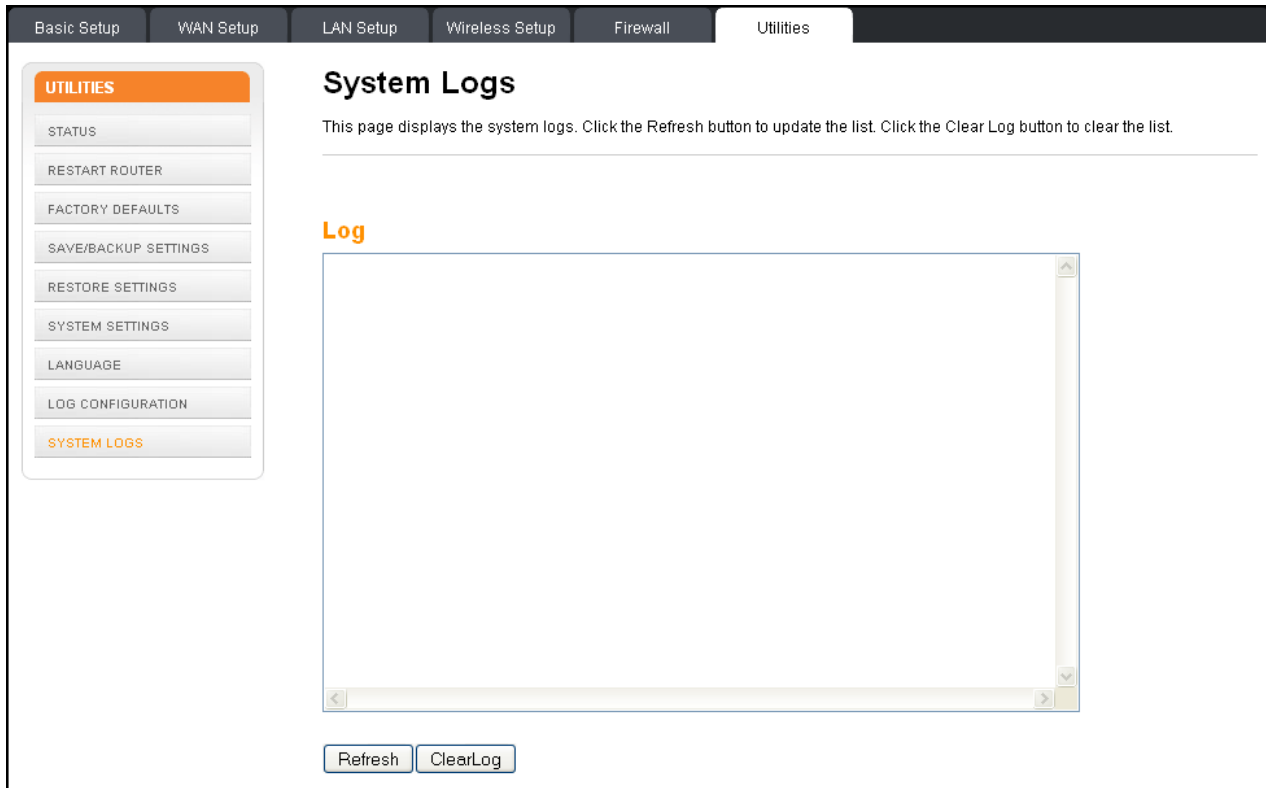 Basic Setup WAN Setup LAN Setup Wireless Setup Firewall Utilities
UTILITIES
STATUS
RESTART ROUTER
FACTORY DEFAULTS
SAVE/BACKUP SETTINGS
RESTORE SETTINGS
SYSTEM SETTINGS
LANGUAGE
LOG CONFIGURATION
SYSTEM LOGS
System Logs
This page displays the system logs. Click the Refresh button to update the list. Click the Clear Log button to clear the list.
Log
Refresh ClearLog